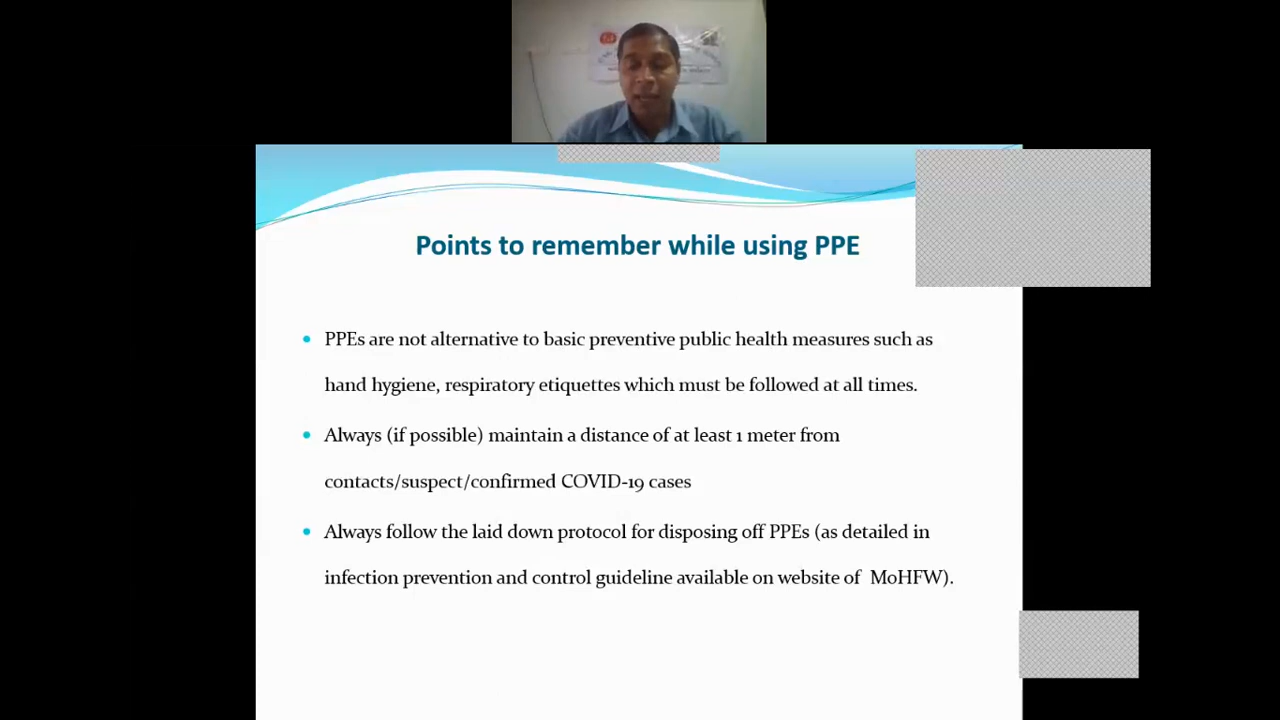 Points to remember while using PPE
PPEs are not alternative to basic preventive public health measures such as
hand hygiene, respiratory etiquettes which must be followed at all times.
Always (if possible) maintain a distance of at least 1 meter from
contacts/suspect/confirmed COVID-19 cases
Always follow the laid down protocol for disposing off PPEs (as detailed in
infection prevention and control guideline available on website of MoHFW).